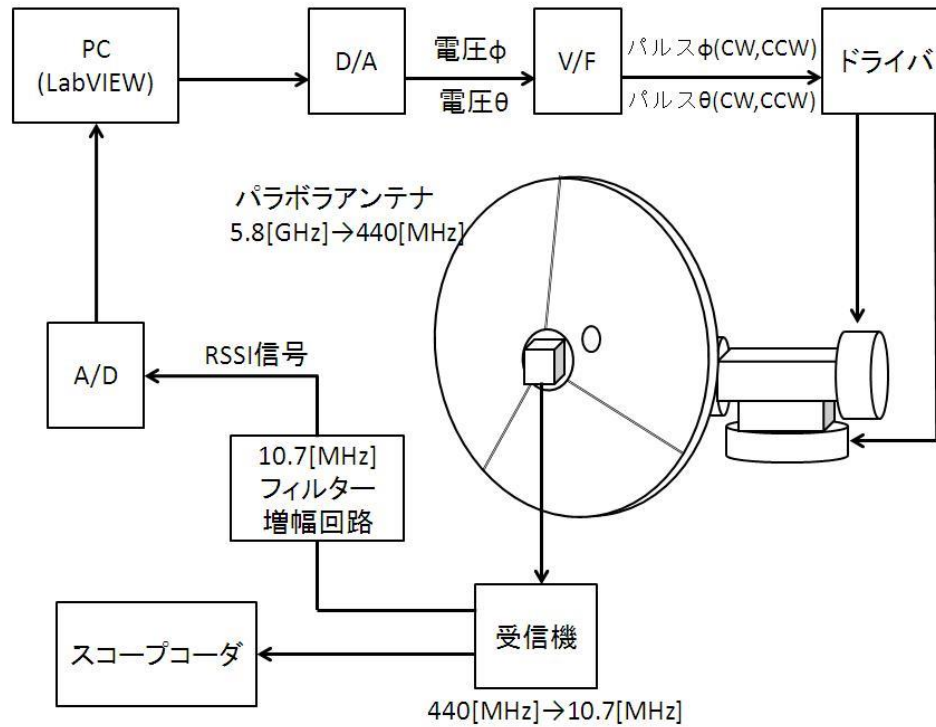 PC
(LabVIEW)
D/A
電圧φ
電圧θ
V/F
パルスφ(CW,CCW)
パルスθ(CW,CCW)
ドライバ
パラボラアンテナ
5.8[GHz]→440[MHz]
A/D
RSSI信号
10.7[MHz]
フィルター
増幅回路
スコープコーダ
受信機
440[MHz]→10.7[MHz]